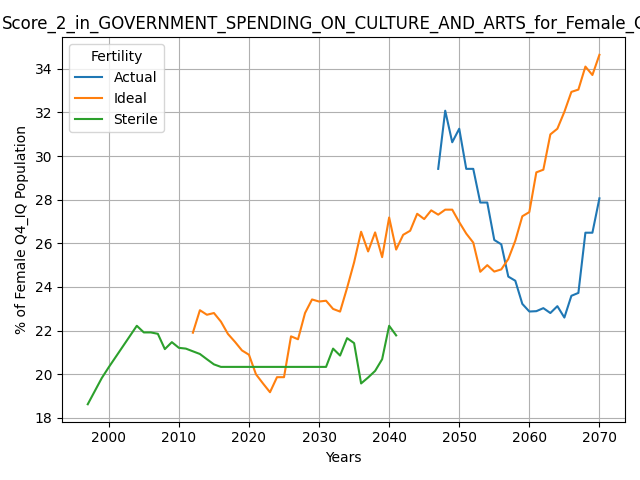 Score_2_in_GOVERNMENT_SPENDING_ON_CULTURE_AND_ARTS_for_Female_
Fertility
Actual
Ideal
Sterile
% of Female Q4_IQ Population
34
32
30
28
26
24
22
20
18
2000
2010
2020
2030
2040
2050
2060
2070
Years